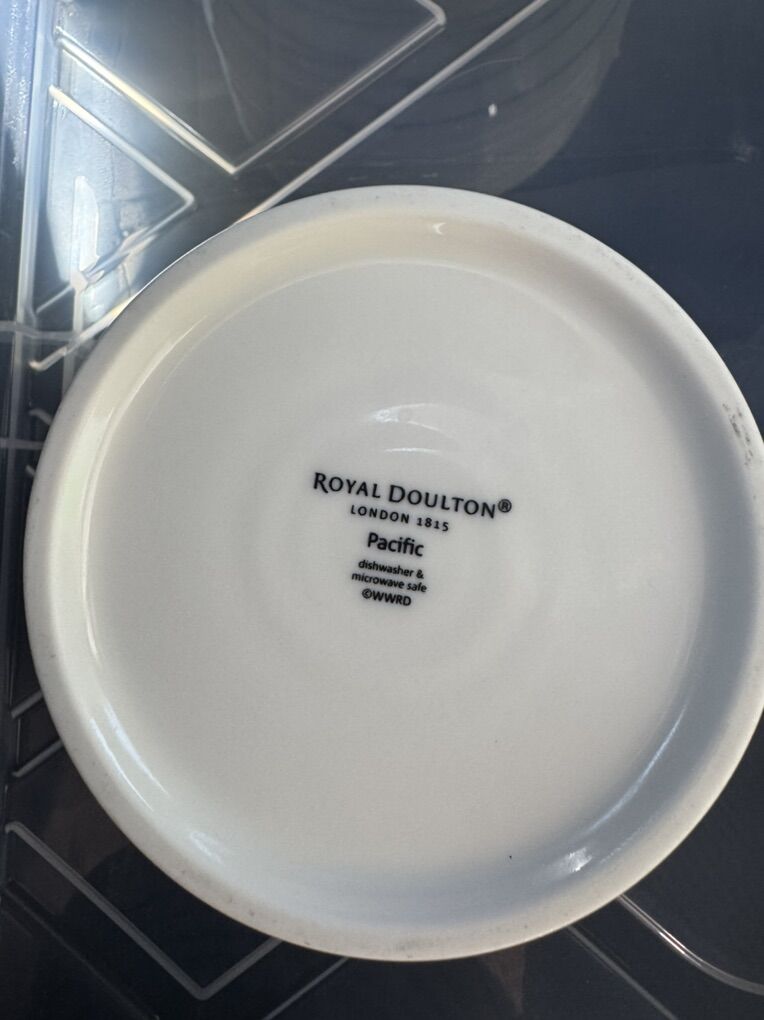 ROYAL DOULTON®
LONDON 1815
Pacific
dishwasher &
microwave safe
©WWRD